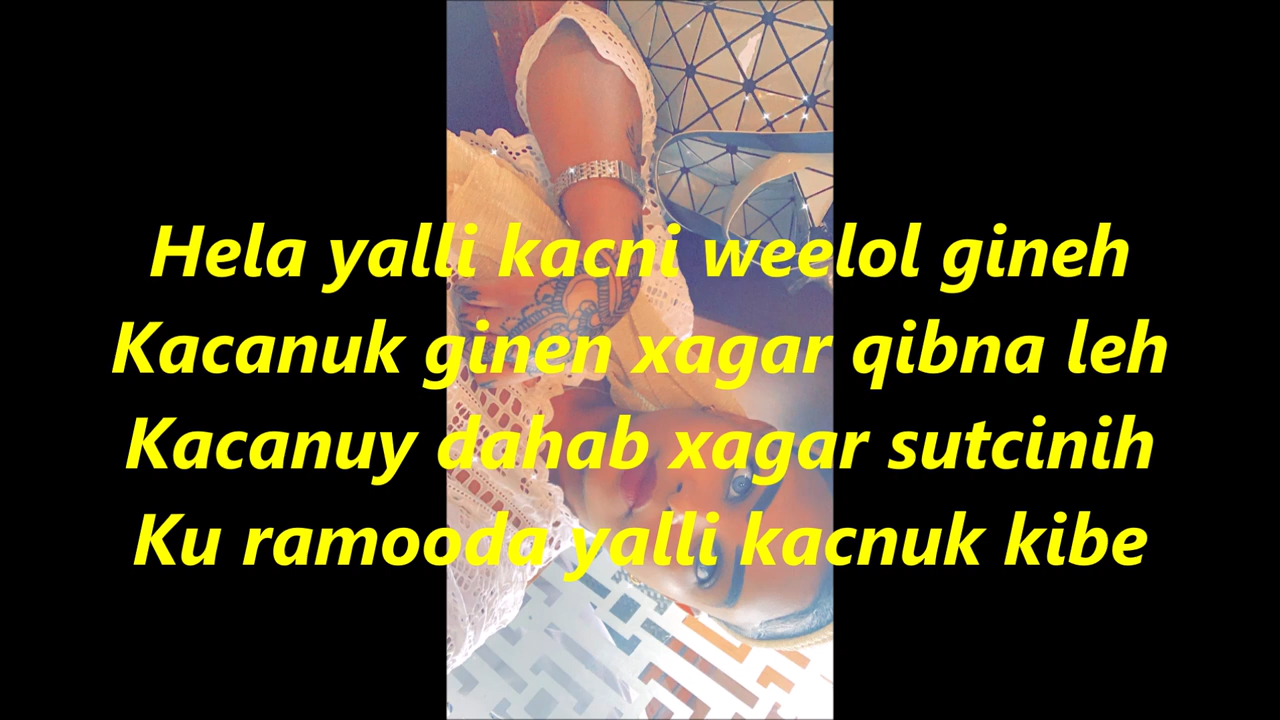 Hela yalli kacni weelol gineh
Kacanuk ginen xagar qibna leh
Kacanuy dahab xagar sutcinih
Ku ramooda yalli kacnuk kibe